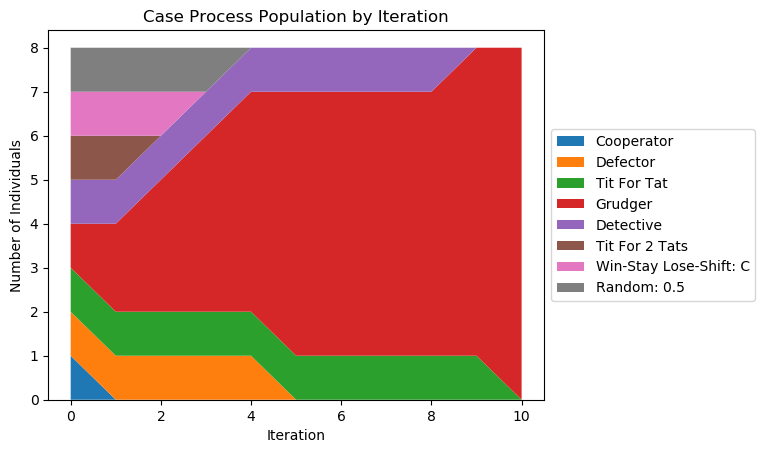 Case Process Population by Iteration
Number of Individuals
8
7
6
5
4
3
2
1
0
0 2 4 6 8 10
Iteration
Cooperator
Defector
Tit For Tat
Grudger
Detective
Tit For 2 Tats
Win-Stay Lose-Shift: C
Random: 0.5